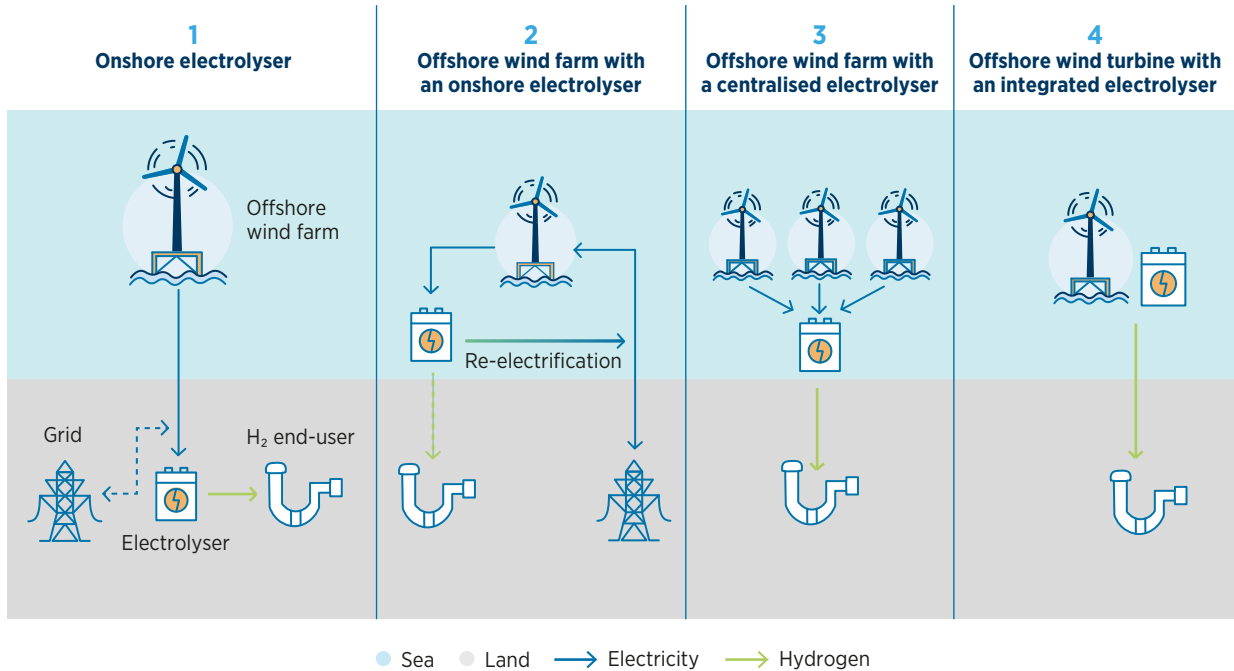 1
Onshore electrolyser
2
Offshore wind farm with
an onshore electrolyser
3
Offshore wind farm with
a centralised electrolyser
4
Offshore wind turbine with
an integrated electrolyser
Offshore
wind farm
Grid
H₂ end-user
Electrolyser
Re-electrification
Sea
Land
Electricity
Hydrogen